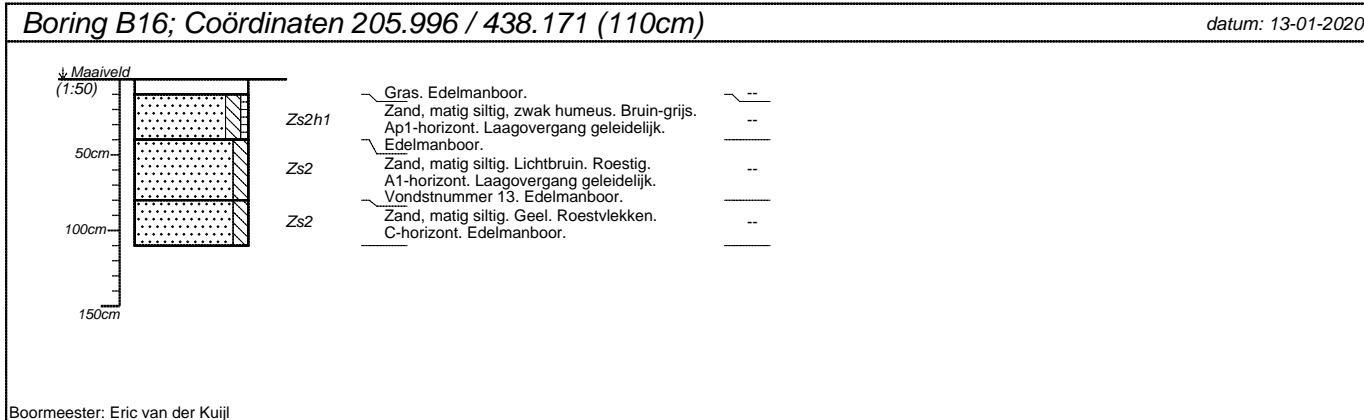 Boring B16; Coördinaten 205.996 / 438.171 (110cm)
datum: 13-01-2020
Maaiveld
(1:50)
Gras. Edelmanboor.
--
Zs2h1
Zand, matig siltig, zwak humeus. Bruin-grijs.
Ap1-horizont. Laagovergang geleidelijk.
Edelmanboor.
--
50cm
Zs2
Zand, matig siltig. Lichtbruin. Roestig.
A1-horizont. Laagovergang geleidelijk.
Vondstnummer 13. Edelmanboor.
--
100cm
Zs2
Zand, matig siltig. Geel. Roestvlekken.
C-horizont. Edelmanboor.
--
150cm
Boormeester: Eric van der Kuijl